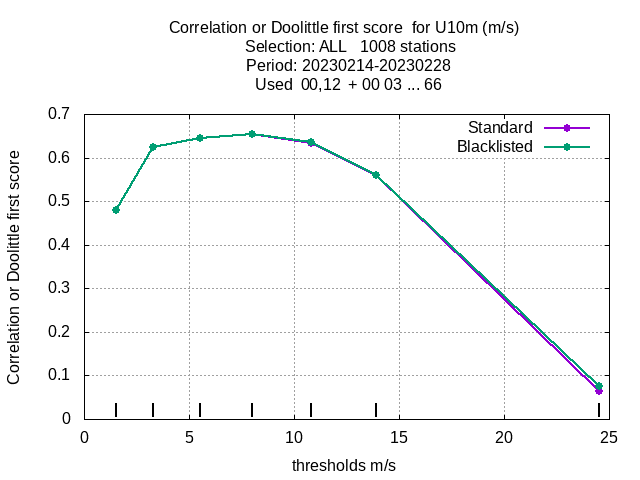 Correlation or Doolittle first score  for U10m (m/s)
Selection: ALL   1008 stations
Period: 20230214-20230228
Used  00,12  + 00 03 ... 66
Standard
Blacklisted
Correlation or Doolittle first score
0.7
0.6
0.5
0.4
0.3
0.2
0.1
0
0 5 10 15 20 25
thresholds m/s